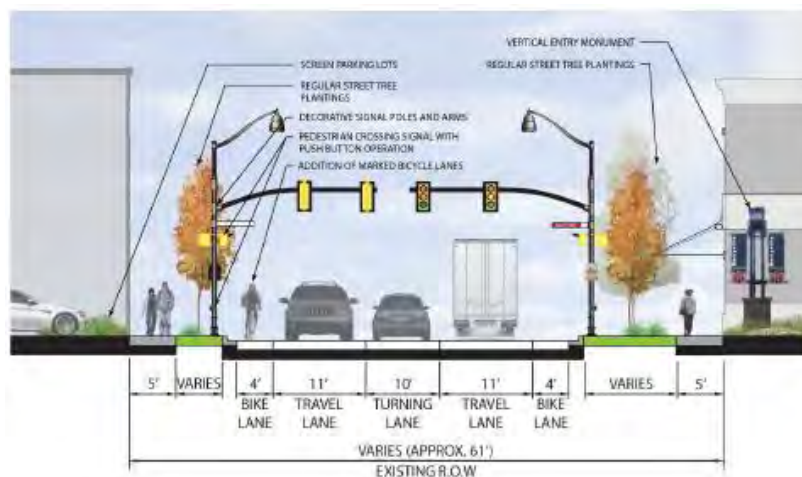 VERTICAL ENTRY MONUMENT
SCREEN PARKING LOTS
REGULAR STREET TREE PLANTINGS
REGULAR STREET TREE
PLANTINGS
DECORATIVE SIGNAL POLES AND ARMS
PEDESTRIAN CROSSING SIGNAL WITH
PUSH BUTTON OPERATION
ADDITION OF MARKED BICYCLE LANES
5' VARIES 4' 11' 10' 11' 4' VARIES 5'
BIKE TRAVEL TURNING TRAVEL BIKE
LANE LANE LANE LANE LANE
VARIES (APPROX. 61')
EXISTING R.O.W